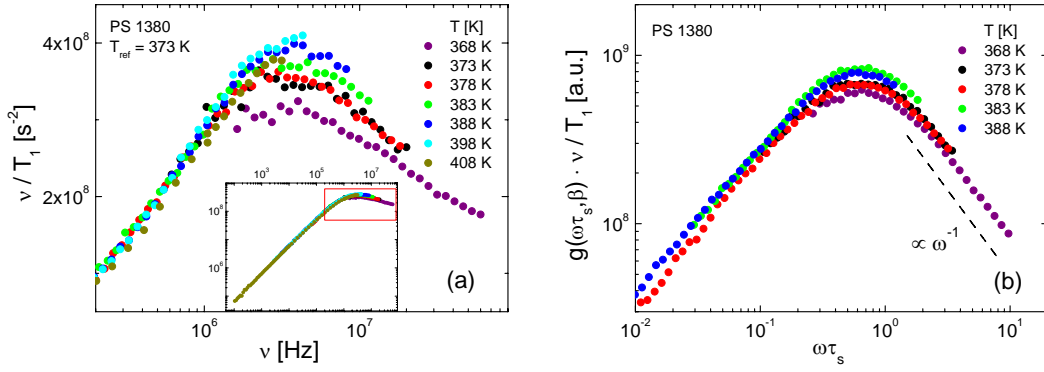 PS 1380
T_ref = 373 K
T [K]
368 K
373 K
378 K
383 K
388 K
398 K
408 K
4x10^8
2x10^8
ν / T_1 [s^-2]
10^3 10^5 10^7
10^8
10^6
(a)
10^6 10^7
ν [Hz]
PS 1380
T [K]
368 K
373 K
378 K
383 K
388 K
10^9
10^8
g(ωτ_s,β) · ν / T_1 [a.u.]
∝ ω^-1
(b)
10^-2 10^-1 10^0 10^1
ωτ_s